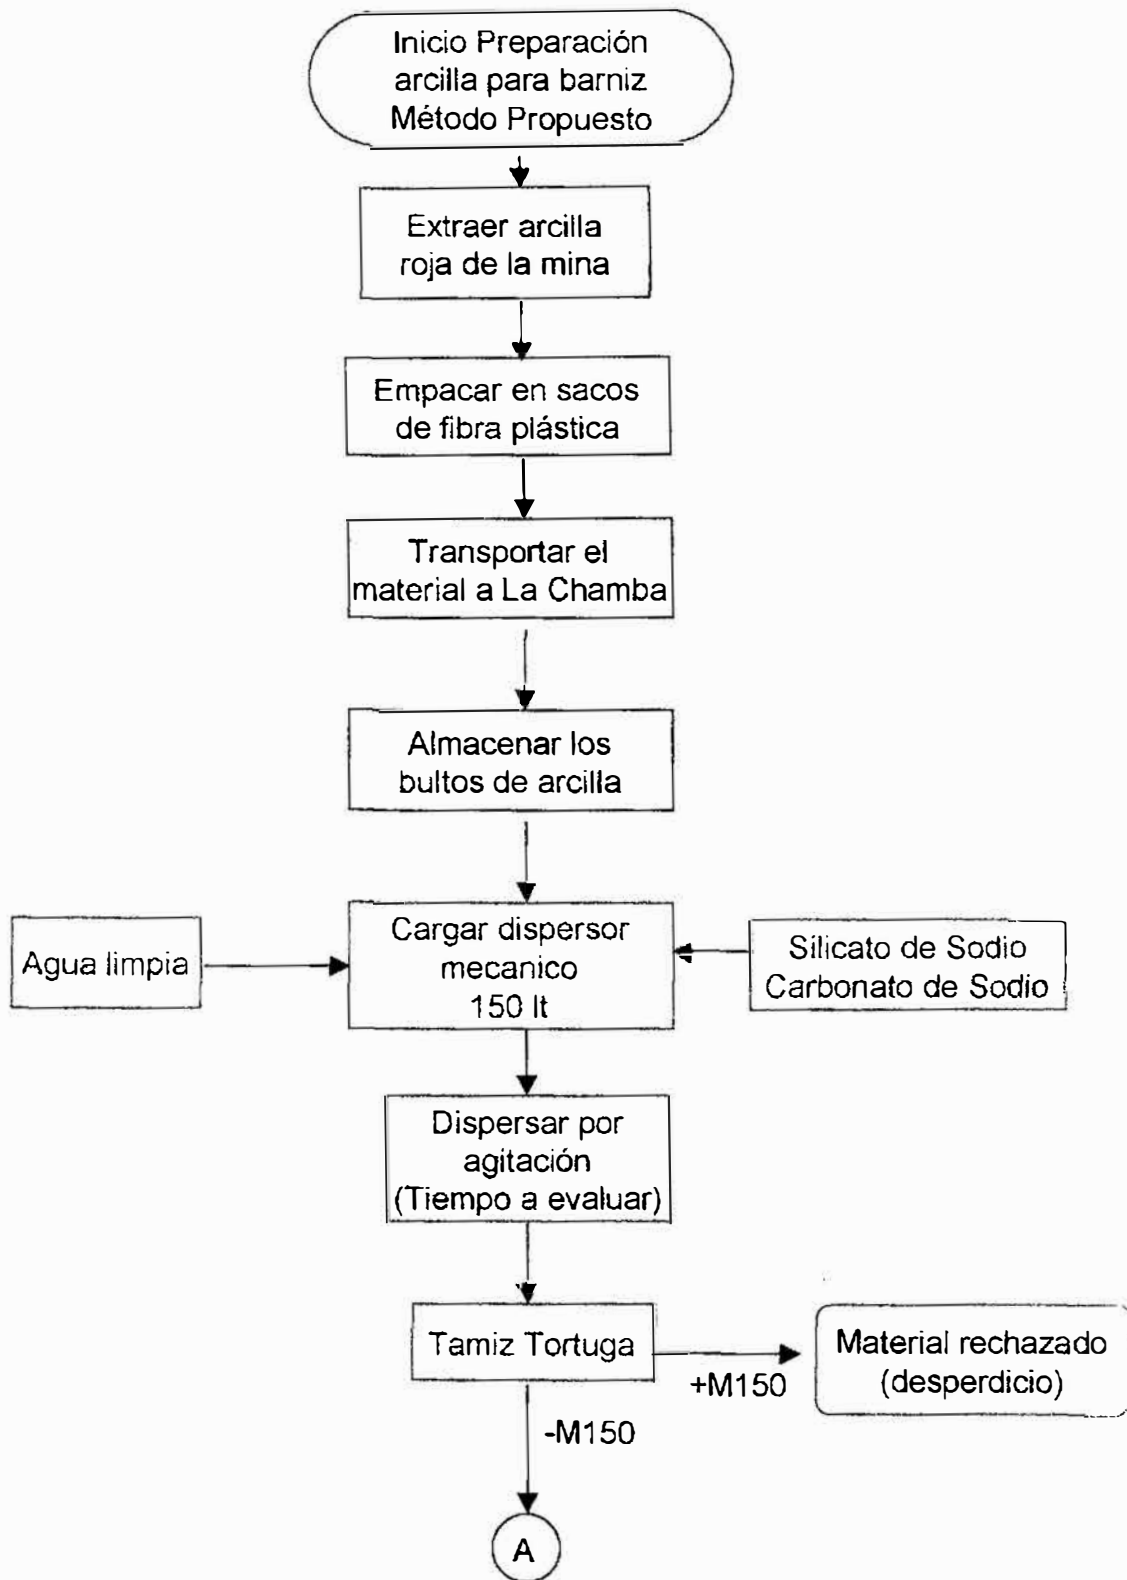 Inicio Preparación
arcilla para barniz
Método Propuesto
Extraer arcilla
roja de la mina
Empacar en sacos
de fibra plástica
Transportar el
material a La Chamba
Almacenar los
bultos de arcilla
Agua limpia
Cargar dispersor
mecanico
150 lt
Silicato de Sodio
Carbonato de Sodio
Dispersar por
agitación
(Tiempo a evaluar)
Tamiz Tortuga
+M150
Material rechazado
(desperdicio)
-M150
A